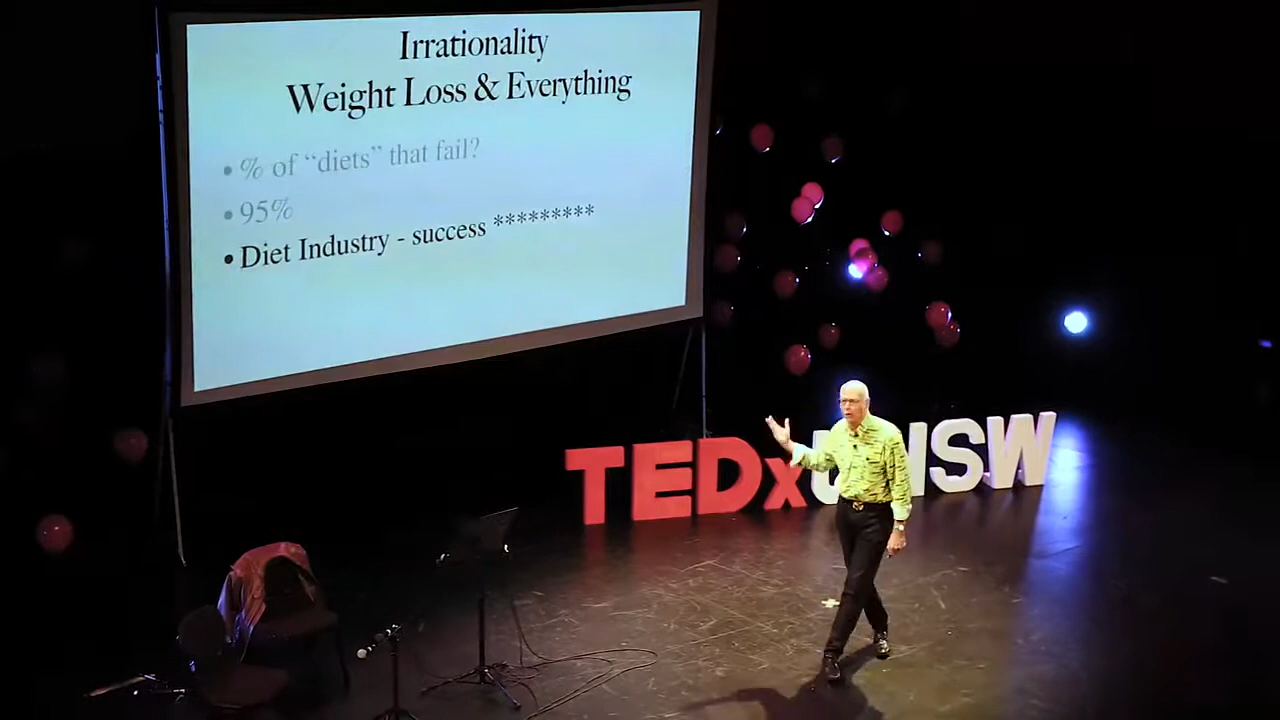 Irrationality
Weight Loss & Everything
• % of “diets” that fail?
• 95%
• Diet Industry - success *********
TEDxUNSW